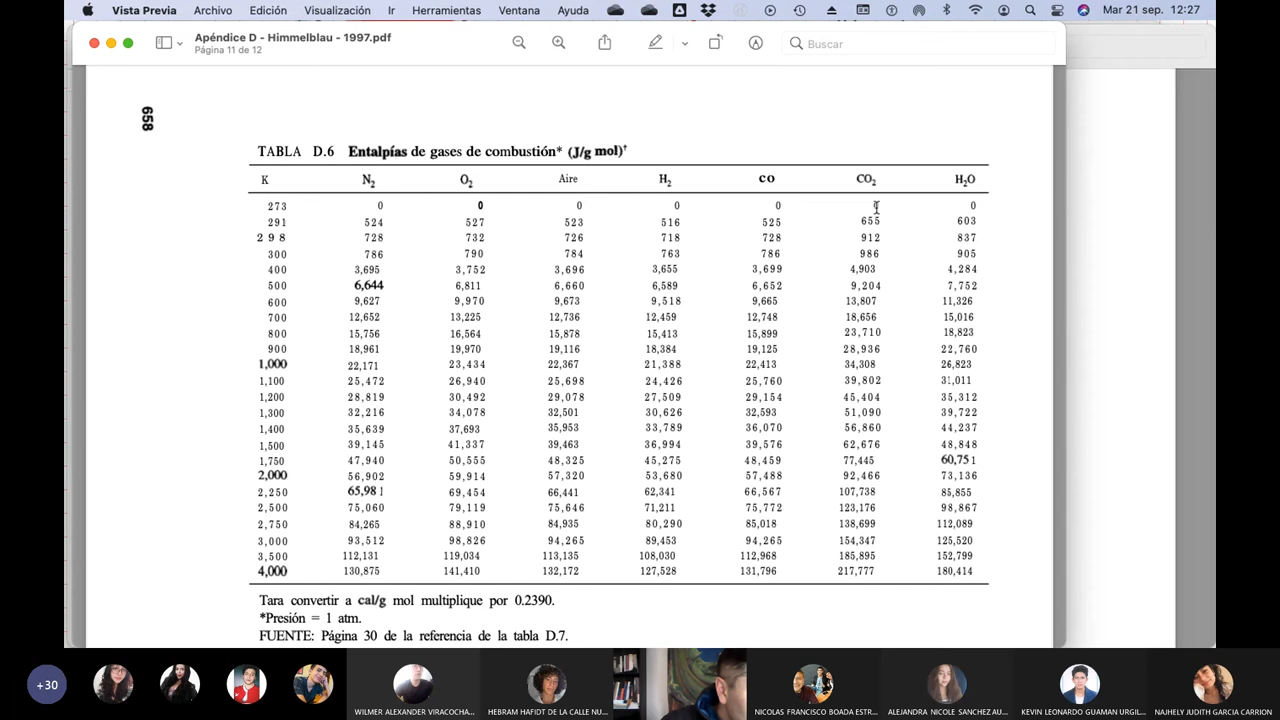 Vista Previa Archivo Edición Visualización Ir Herramientas Ventana Ayuda Mar 21 sep. 12:27
Apéndice D - Himmelblau - 1997.pdf
Página 11 de 12
Buscar
658
TABLA D.6 Entalpías de gases de combustión* (J/g mol)†
K N₂ O₂ Aire H₂ CO CO₂ H₂O
273 0 0 0 0 0 0
291 524 527 523 516 525 655 603
298 728 732 726 718 728 912 837
300 786 790 784 763 786 986 905
400 3,695 3,752 3,696 3,655 3,699 4,903 4,284
500 6,644 6,811 6,660 6,589 6,652 9,204 7,752
600 9,627 9,970 9,673 9,518 9,665 13,807 11,326
700 12,652 13,225 12,736 12,459 12,748 18,656 15,016
800 15,756 16,564 15,878 15,413 15,899 23,710 18,823
900 18,961 19,970 19,116 18,384 19,125 28,936 22,760
1,000 22,171 23,434 22,367 21,388 22,413 34,308 26,823
1,100 25,472 26,940 25,698 24,426 25,760 39,802 31,011
1,200 28,819 30,492 29,078 27,509 29,154 45,404 35,312
1,300 32,216 34,078 32,501 30,626 32,593 51,090 39,722
1,400 35,639 37,693 35,953 33,789 36,070 56,860 44,237
1,500 39,145 41,337 39,463 36,994 39,576 62,676 48,848
1,750 47,940 50,555 48,325 45,275 48,459 77,445 60,751
2,000 56,902 59,914 57,320 53,680 57,488 92,466 73,136
2,250 65,981 69,454 66,441 62,341 66,567 107,738 85,855
2,500 75,060 79,119 75,646 71,211 75,772 123,176 98,867
2,750 84,265 88,910 84,935 80,290 85,018 138,699 112,089
3,000 93,512 98,826 94,265 89,453 94,265 154,347 125,520
3,500 112,131 119,034 113,135 108,030 112,968 185,895 152,799
4,000 130,875 141,410 132,172 127,528 131,796 217,777 180,414
Tara convertir a cal/g mol multiplique por 0.2390.
*Presión = 1 atm.
FUENTE: Página 30 de la referencia de la tabla D.7.
+30
WILMER ALEXANDER VIRACOCHA... HEBRAM HAFIDT DE LA CALLE NU... NICOLAS FRANCISCO BOADA ESTR... ALEJANDRA NICOLE SANCHEZ AU... KEVIN LEONARDO GUAMAN URGIL... NAJHELY JUDITH GARCIA CARRION